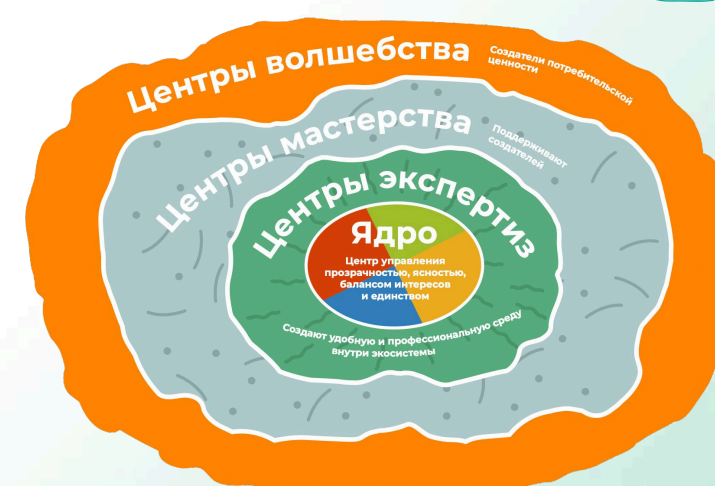 Центры волшебства
Создатели потребительской
ценности
Центры мастерства
Поддерживают
создателей
Центры экспертиз
Ядро
Центр управления
прозрачностью, ясностью,
балансом интересов
и единством
Создают удобную и профессиональную среду
внутри экосистемы